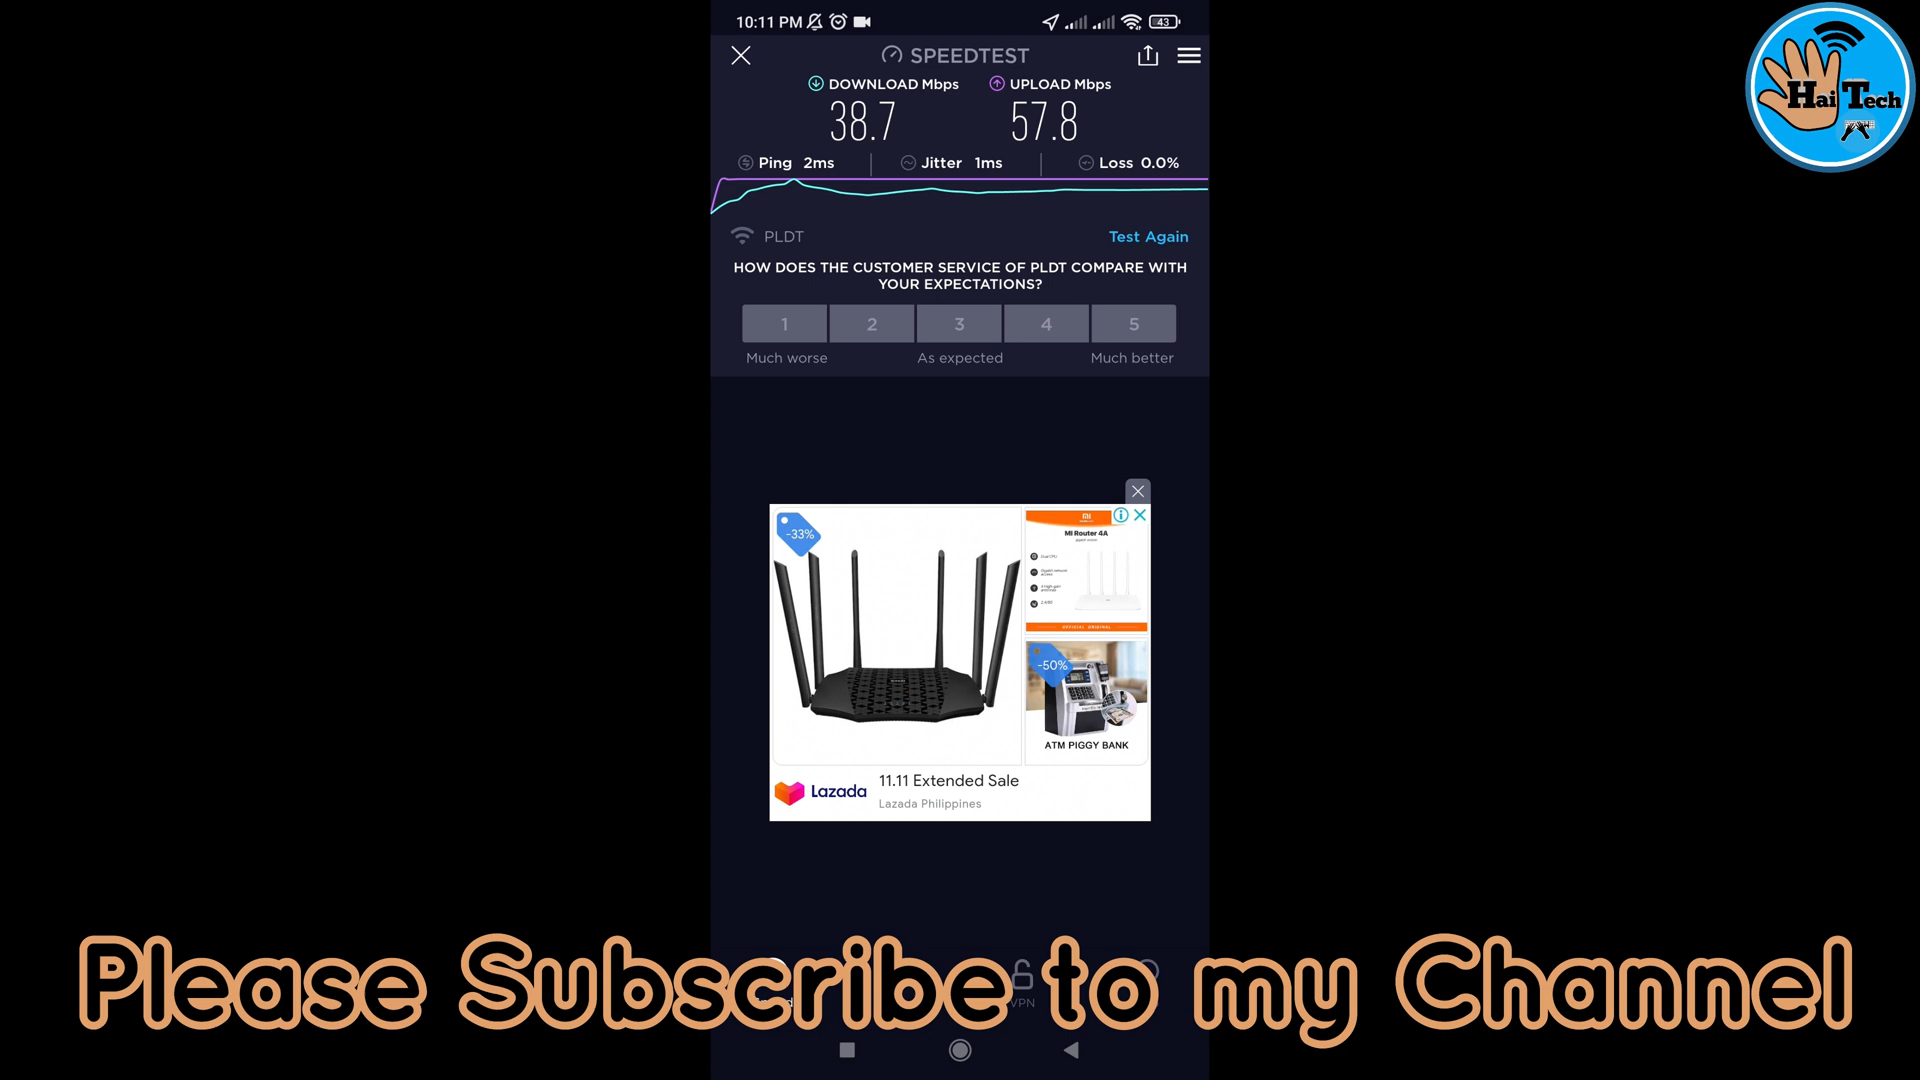 10:11 PM
43
SPEEDTEST
DOWNLOAD Mbps
UPLOAD Mbps
38.7
57.8
Ping 2ms
Jitter 1ms
Loss 0.0%
PLDT
Test Again
HOW DOES THE CUSTOMER SERVICE OF PLDT COMPARE WITH
YOUR EXPECTATIONS?
1 2 3 4 5
Much worse
As expected
Much better
-33%
MI Router 4A
OFFICIAL ORIGINAL
-50%
ATM PIGGY BANK
Lazada
11.11 Extended Sale
Lazada Philippines
VPN
Please Subscribe to my Channel
Hai Tech